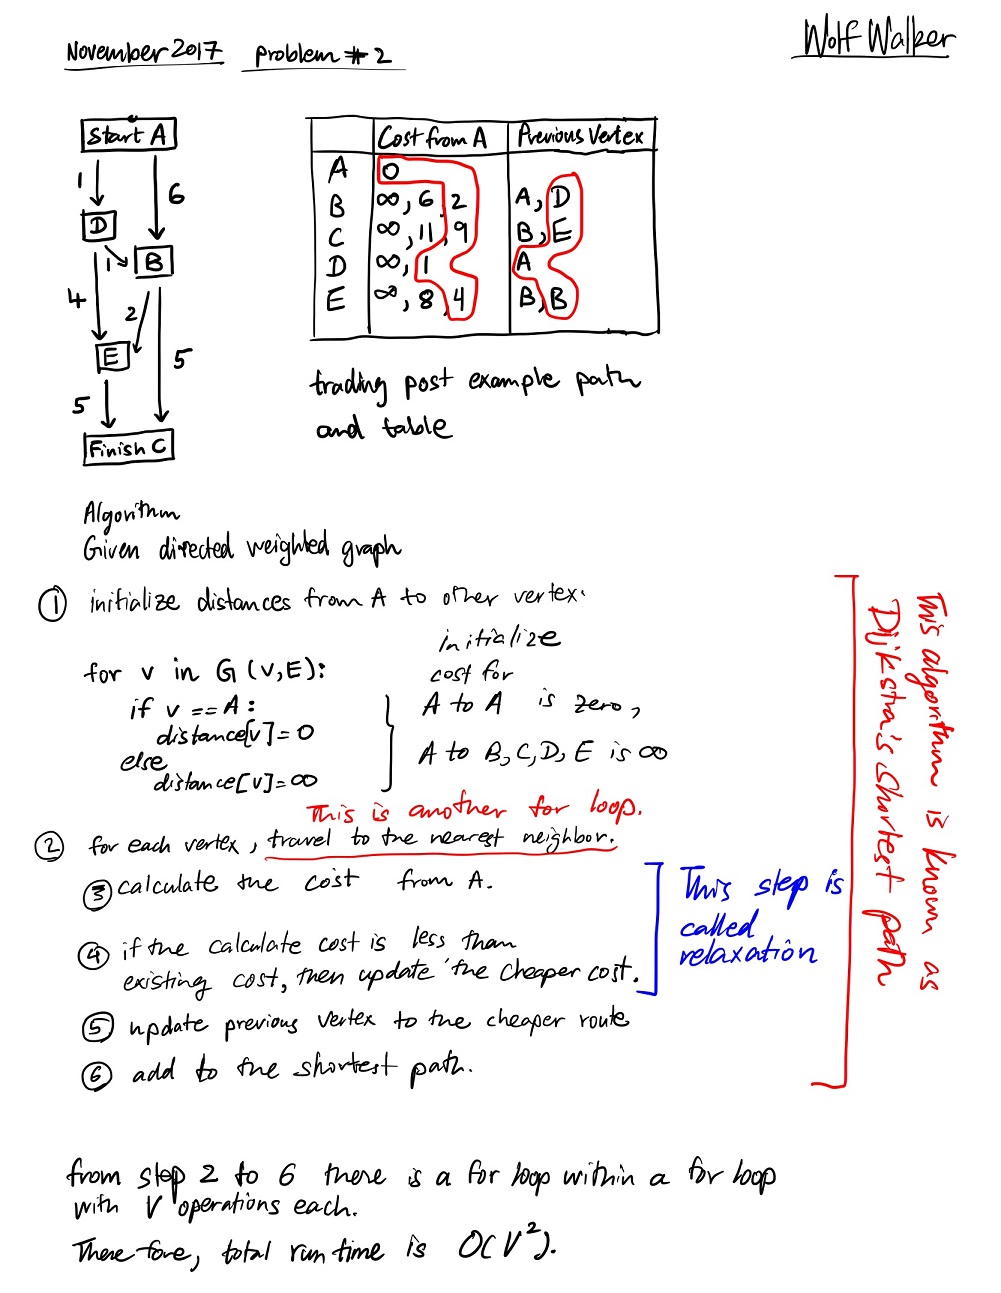 Wolf Walker
November 2017 Problem # 2
Start A
1
6
D
1
B
4
2
E
5
5
Finish C
Cost from A Previous Vertex
A 0
B ∞, 6, 2 A, D
C ∞, 11, 9 B, E
D ∞, 1 A
E ∞, 8, 4 B, B
trading post example path
and table
Algorithm
Given directed weighted graph
① initialize distances from A to other vertex.
for v in G (V,E):
if v == A:
distance[v]=0
else
distance[v]=∞
initialize
cost for
A to A is zero,
A to B, C, D, E is ∞
This is another for loop.
② for each vertex, travel to the nearest neighbor.
③ calculate the cost from A.
④ if the calculate cost is less than
existing cost, then update the cheaper cost.
This step is
called
relaxation
⑤ update previous vertex to the cheaper route
⑥ add to the shortest path.
This algorithm is known as
Dijkstra's shortest path
from step 2 to 6 there is a for loop within a for loop
with V operations each.
Therefore, total run time is O(V²).